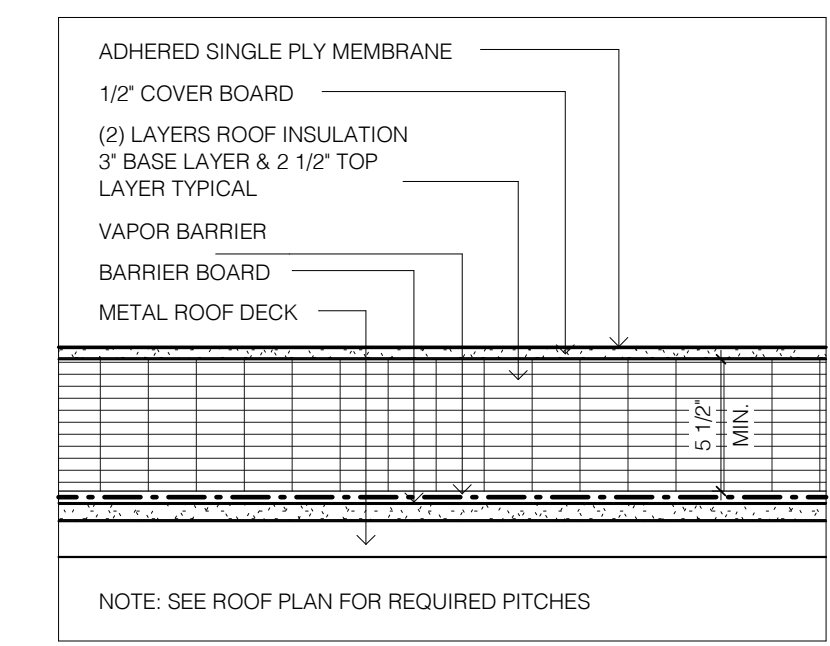 ADHERED SINGLE PLY MEMBRANE
1/2" COVER BOARD
(2) LAYERS ROOF INSULATION
3" BASE LAYER & 2 1/2" TOP
LAYER TYPICAL
VAPOR BARRIER
BARRIER BOARD
METAL ROOF DECK
5 1/2"
MIN.
NOTE: SEE ROOF PLAN FOR REQUIRED PITCHES